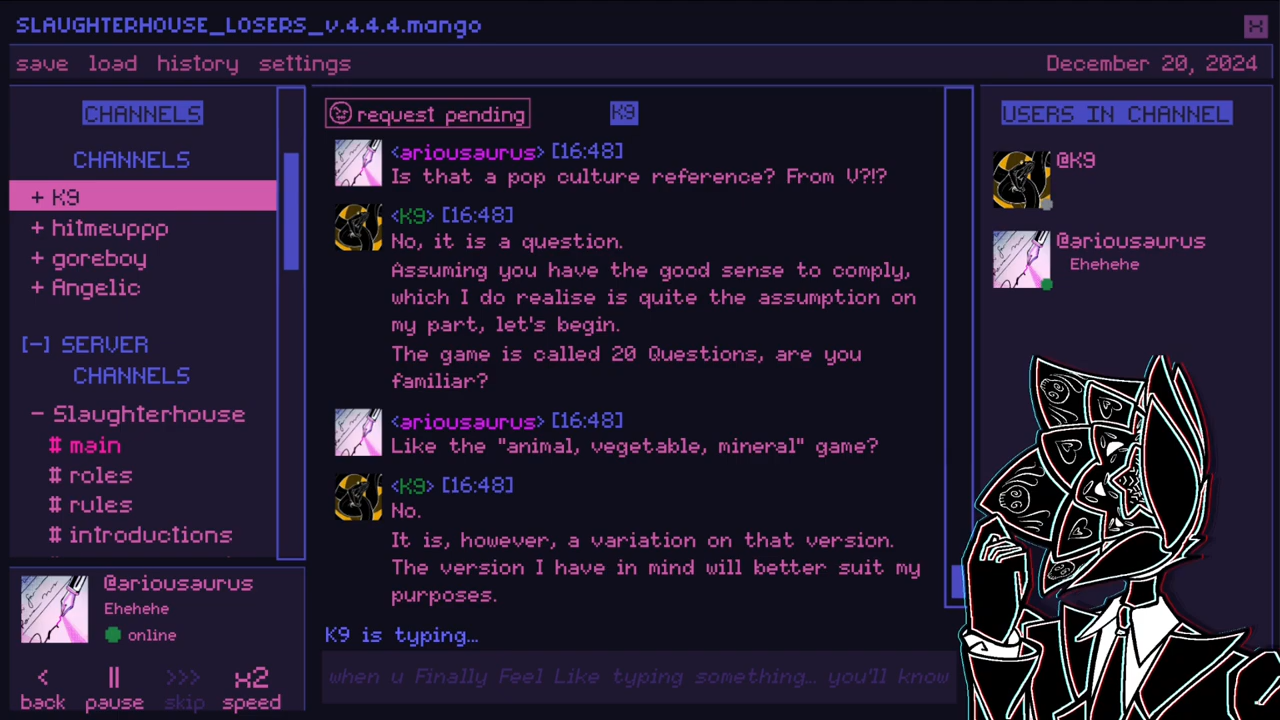 SLAUGHTERHOUSE_LOSERS_v.4.4.4.mango
x
save load history settings
December 20, 2024
CHANNELS
CHANNELS
+ K9
+ hitmeuppp
+ goreboy
+ Angelic
[-] SERVER
CHANNELS
- Slaughterhouse
# main
# roles
# rules
# introductions
@ariousaurus
Ehehehe
online
< || >>> x2
back pause skip speed
request pending
K9
<ariousaurus> [16:48]
Is that a pop culture reference? From V?!?
<K9> [16:48]
No, it is a question.
Assuming you have the good sense to comply,
which I do realise is quite the assumption on
my part, let's begin.
The game is called 20 Questions, are you
familiar?
<ariousaurus> [16:48]
Like the "animal, vegetable, mineral" game?
<K9> [16:48]
No.
It is, however, a variation on that version.
The version I have in mind will better suit my
purposes.
K9 is typing...
when u Finally Feel Like typing something... you'll know
USERS IN CHANNEL
@K9
@ariousaurus
Ehehehe